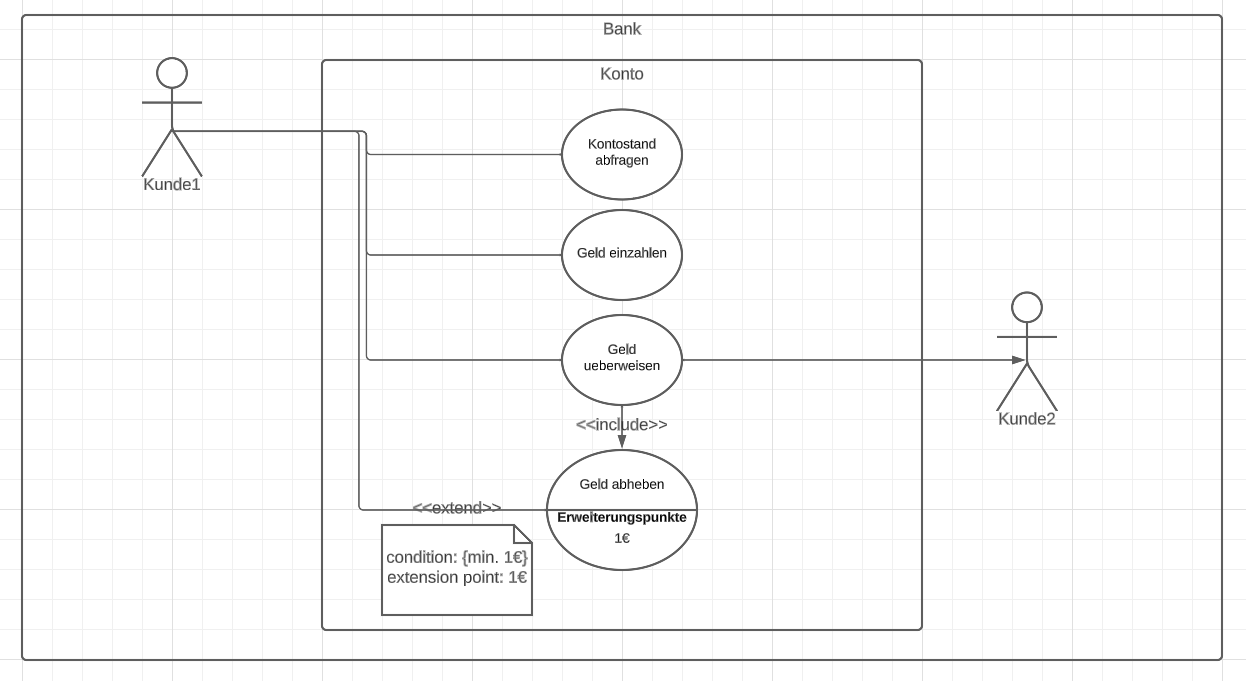 Bank
Konto
Kunde1
Kontostand
abfragen
Geld einzahlen
Geld
ueberweisen
Kunde2
<<include>>
Geld abheben
<<extend>>
Erweiterungspunkte
1€
condition: {min. 1€}
extension point: 1€